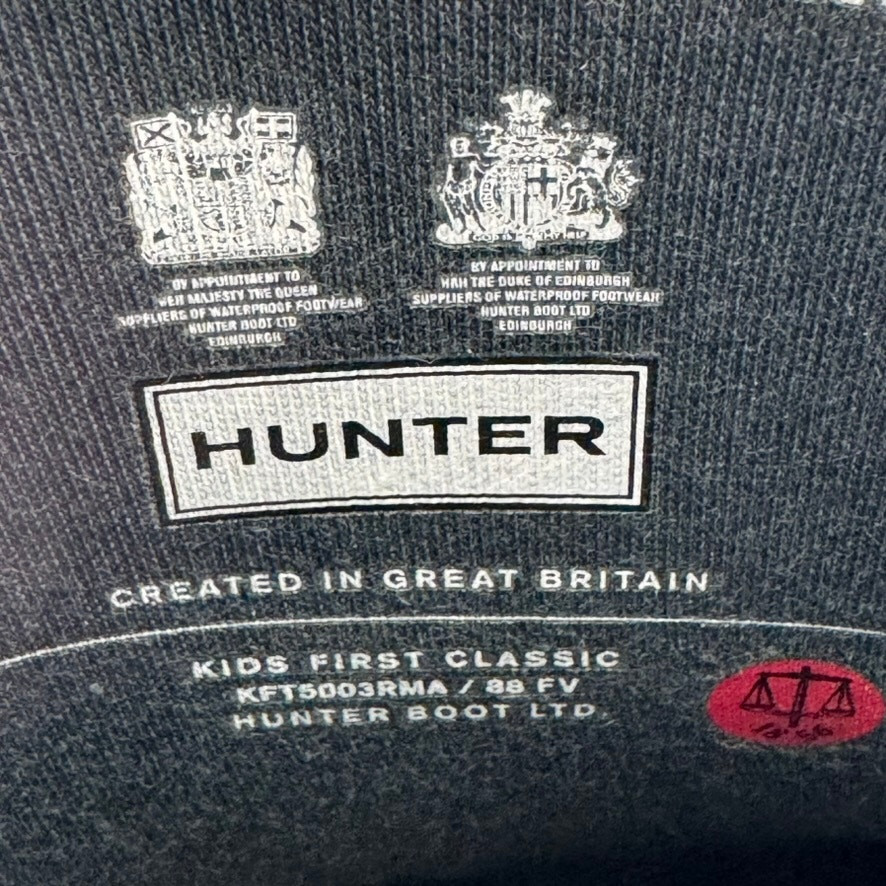 BY APPOINTMENT TO
HER MAJESTY THE QUEEN
SUPPLIERS OF WATERPROOF FOOTWEAR
HUNTER BOOT LTD
EDINBURGH
BY APPOINTMENT TO
HRH THE DUKE OF EDINBURGH
SUPPLIERS OF WATERPROOF FOOTWEAR
HUNTER BOOT LTD
EDINBURGH
HUNTER
CREATED IN GREAT BRITAIN
KIDS FIRST CLASSIC
KFT5003RMA / 88 FV
HUNTER BOOT LTD.